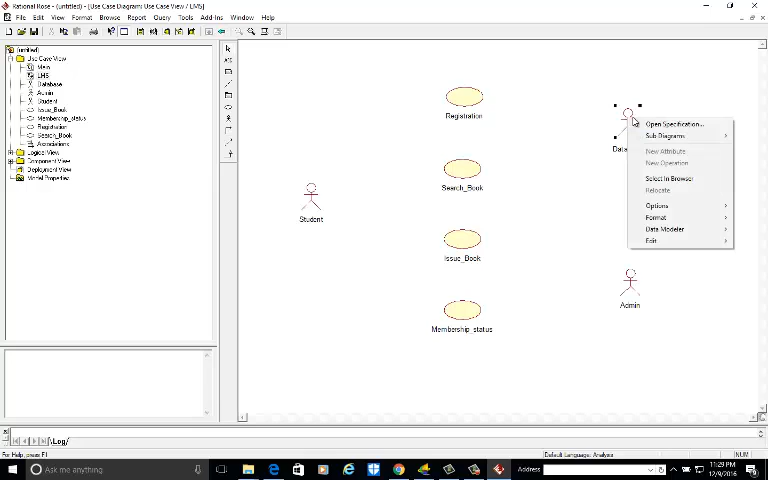 Rational Rose - (untitled) - [Use Case Diagram: Use Case View / LMS]
File Edit View Format Browse Report Query Tools Add-Ins Window Help
ABC
(untitled)
Use Case View
Main
LMS
Database
Admin
Student
Issue_Book
Membership_status
Registration
Search_Book
Associations
Logical View
Component View
Deployment View
Model Properties
Registration
Search_Book
Student
Issue_Book
Membership_status
Data
Admin
Open Specification...
Sub Diagrams
New Attribute
New Operation
Select In Browser
Relocate
Options
Format
Data Modeler
Edit
Log
For Help, press F1
Default Language: Analysis
NUM
Ask me anything
Address
11:29 PM
12/9/2016